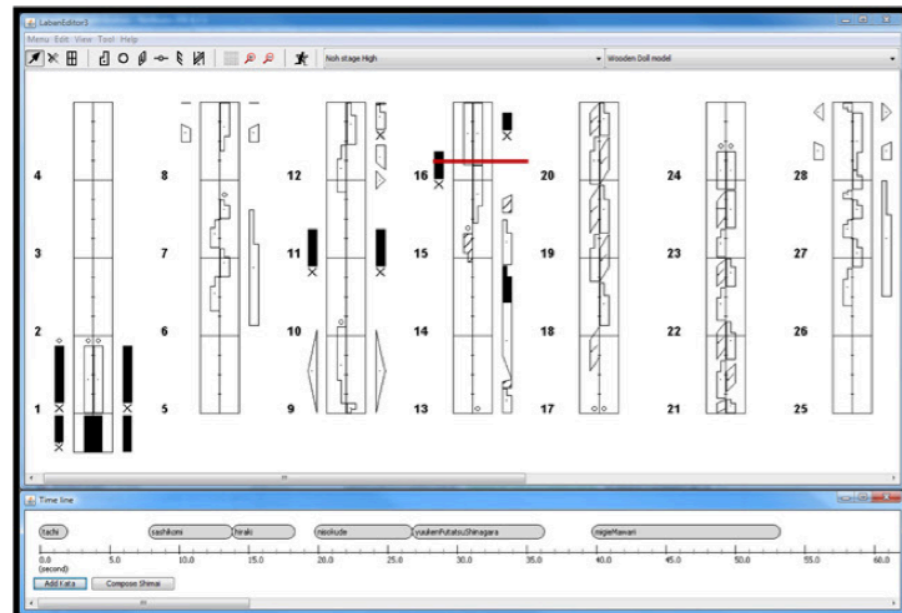 LabanEditor3
Menu Edit View Tool Help
Noh stage High
Wooden Doll model
4 8 12 16 20 24 28
3 7 11 15 19 23 27
2 6 10 14 18 22 26
1 5 9 13 17 21 25
Time line
tachi sashikomi hiraki nisokude yuukenFutatsuShinagara migieMawari
0.0 5.0 10.0 15.0 20.0 25.0 30.0 35.0 40.0 45.0 50.0 55.0 60.0
(second)
Add Kata Compose Shimai